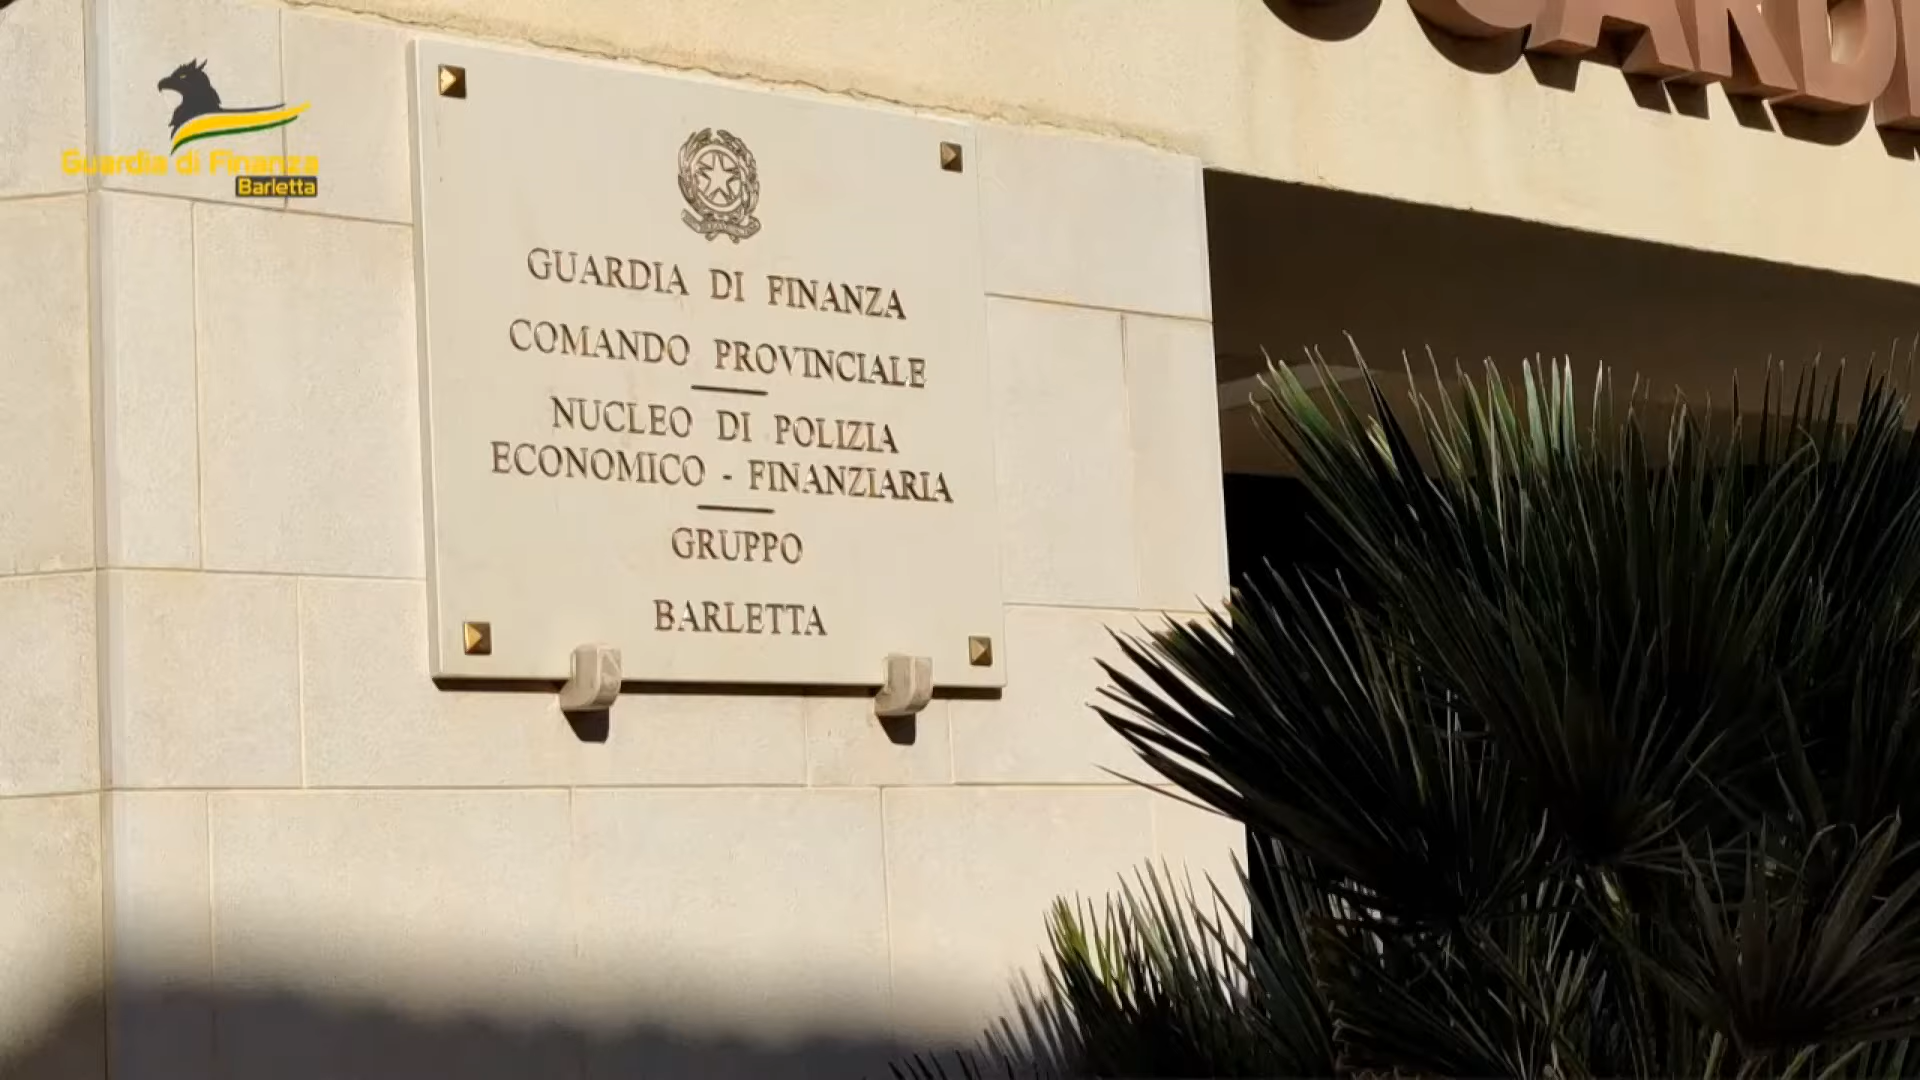 Guardia di Finanza
Barletta
GUARDIA DI FINANZA
COMANDO PROVINCIALE
NUCLEO DI POLIZIA
ECONOMICO - FINANZIARIA
GRUPPO
BARLETTA